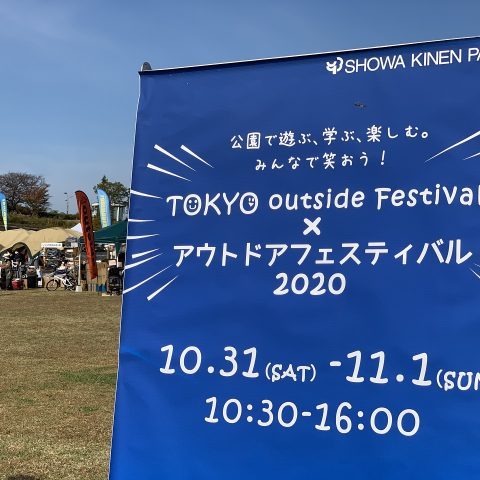 SHOWA KINEN PA
公園で遊ぶ、学ぶ、楽しむ。
みんなで笑おう！
TOKYO outside Festival
×
アウトドアフェスティバル
2020
10.31(SAT) -11.1(SUN
10:30-16:00